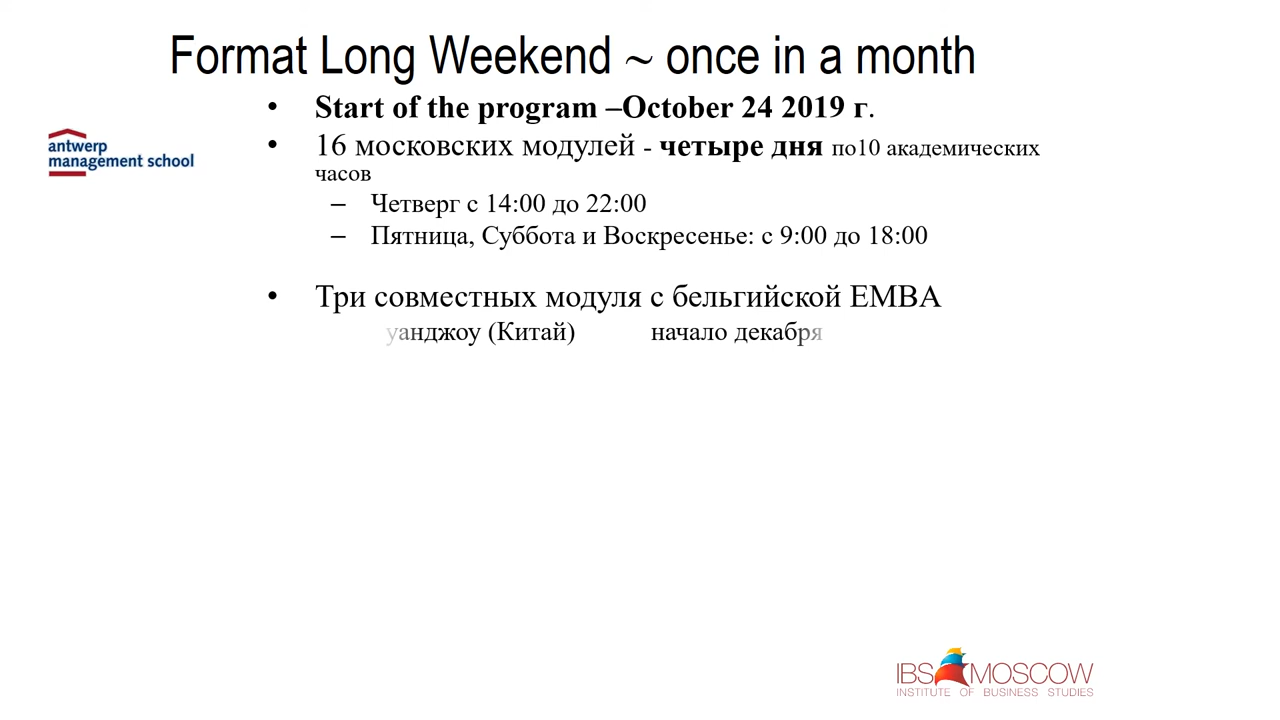 Format Long Weekend ~ once in a month
• Start of the program –October 24 2019 г.
antwerp
management school
• 16 московских модулей - четыре дня по10 академических
часов
– Четверг с 14:00 до 22:00
– Пятница, Суббота и Воскресенье: с 9:00 до 18:00
• Три совместных модуля с бельгийской EMBA
уанджоу (Китай) начало декабря
IBS MOSCOW
INSTITUTE OF BUSINESS STUDIES